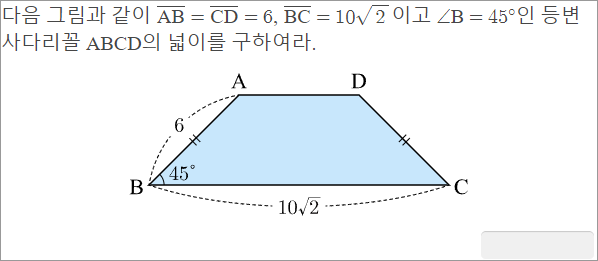 다음 그림과 같이 AB = CD = 6, BC = 10√2 이고 ∠B = 45°인 등변
사다리꼴 ABCD의 넓이를 구하여라.
A D
6
45°
B C
10√2